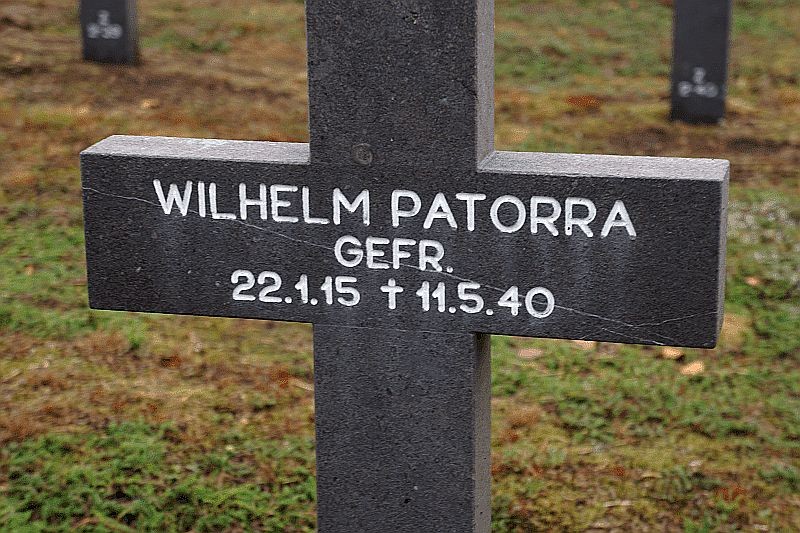 WILHELM PATORRA
GEFR.
22.1.15 † 11.5.40